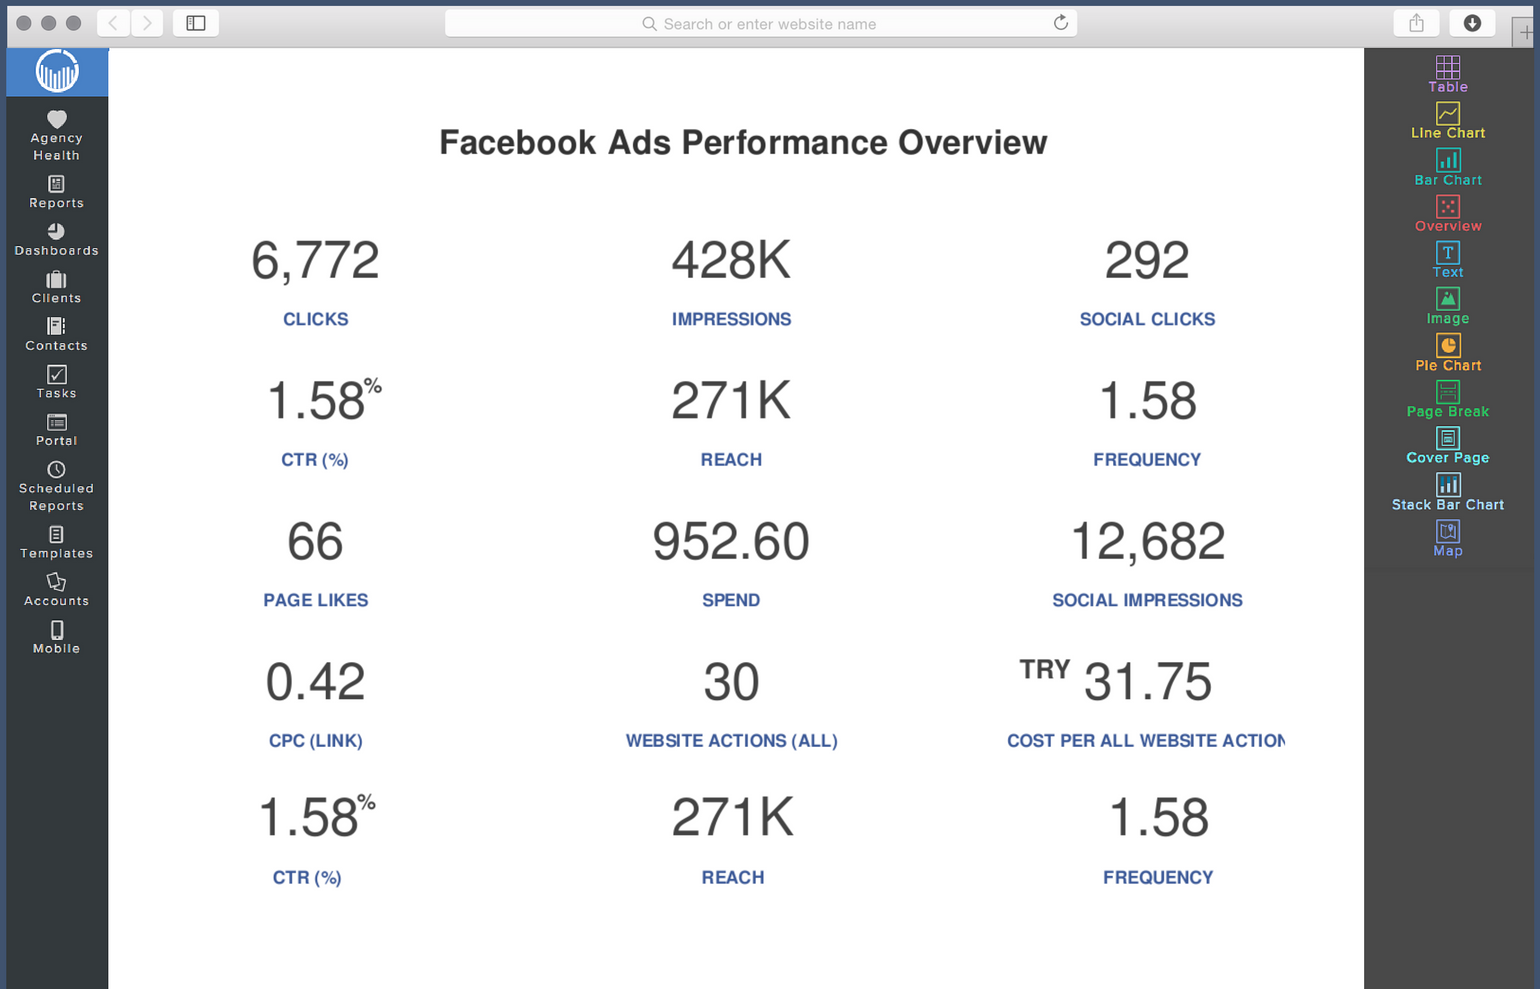 Search or enter website name
Agency
Health
Reports
Dashboards
Clients
Contacts
Tasks
Portal
Scheduled
Reports
Templates
Accounts
Mobile
Facebook Ads Performance Overview
6,772
428K
292
CLICKS
IMPRESSIONS
SOCIAL CLICKS
1.58%
271K
1.58
CTR (%)
REACH
FREQUENCY
66
952.60
12,682
PAGE LIKES
SPEND
SOCIAL IMPRESSIONS
0.42
30
TRY 31.75
CPC (LINK)
WEBSITE ACTIONS (ALL)
COST PER ALL WEBSITE ACTION
1.58%
271K
1.58
CTR (%)
REACH
FREQUENCY
Table
Line Chart
Bar Chart
Overview
T
Text
Image
Pie Chart
Page Break
Cover Page
Stack Bar Chart
Map